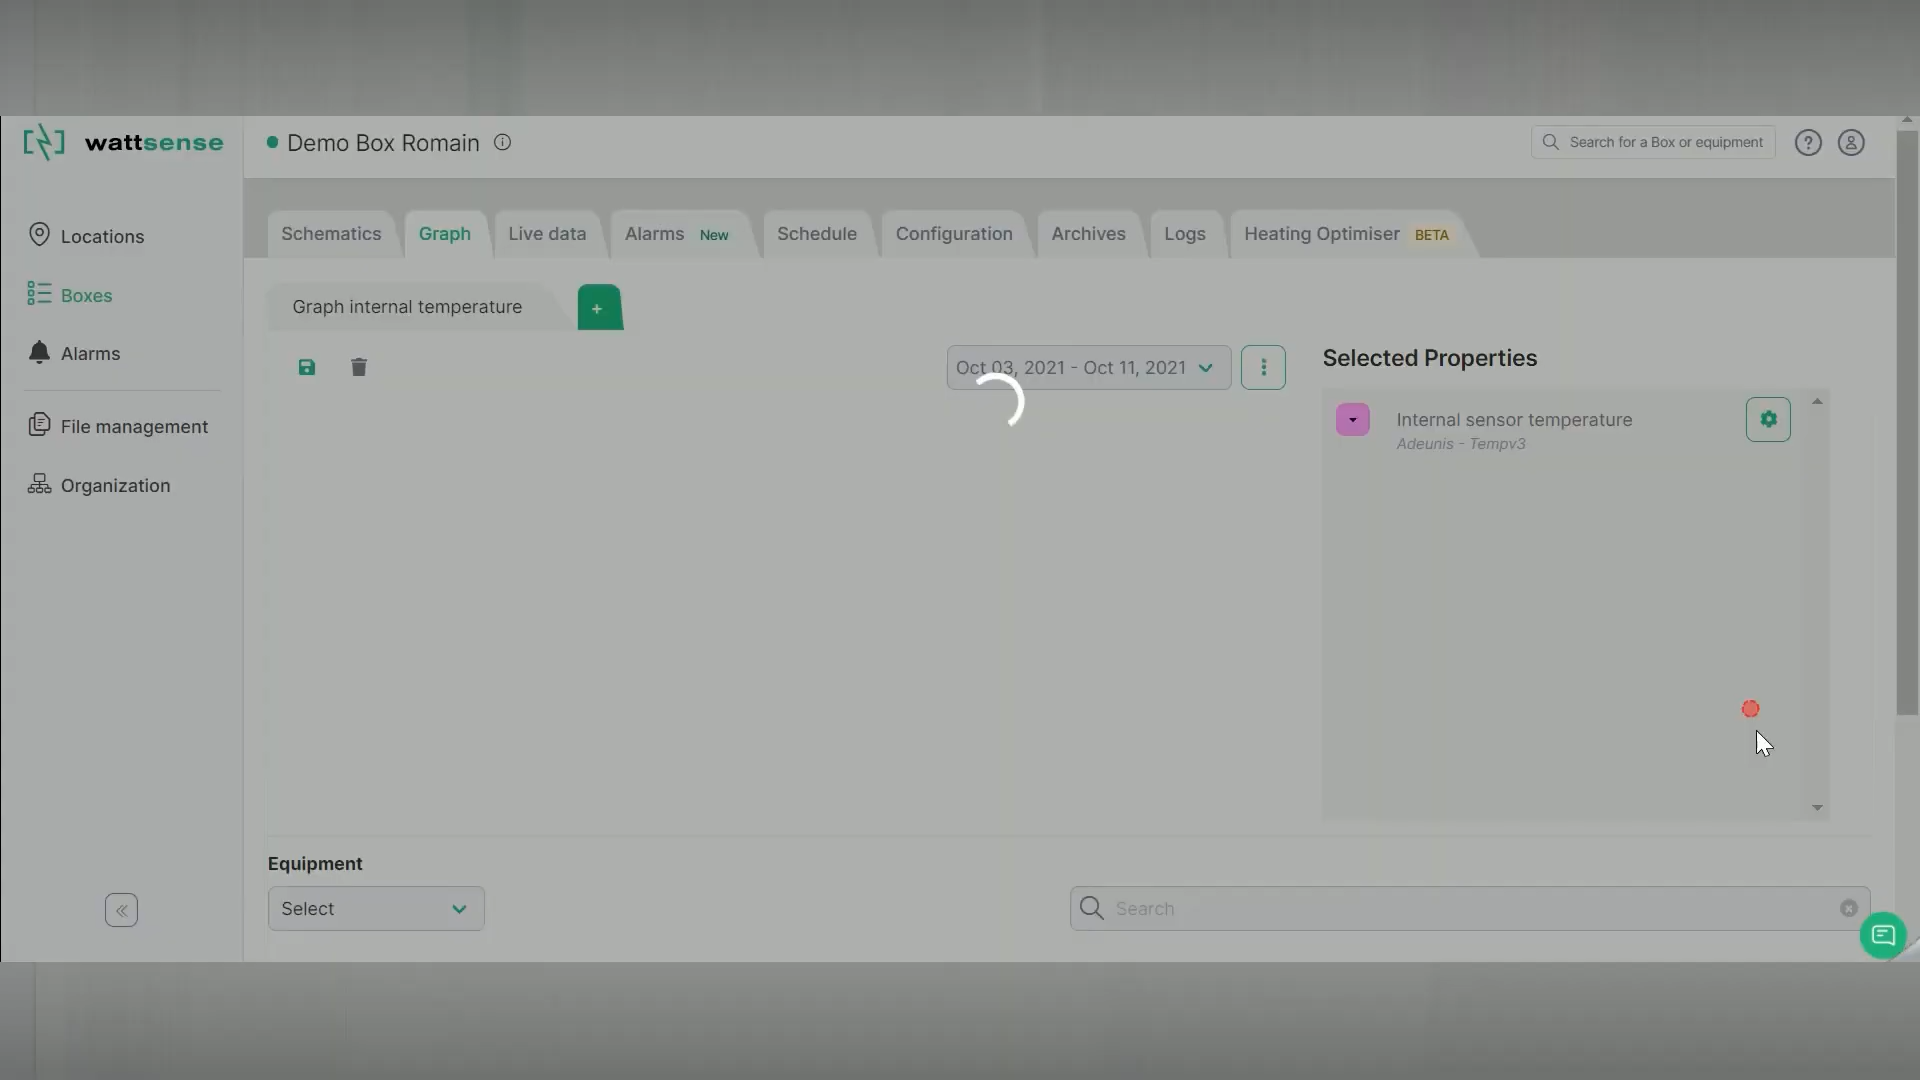 wattsense
Demo Box Romain
Search for a Box or equipment
Locations
Boxes
Alarms
File management
Organization
Schematics
Graph
Live data
Alarms New
Schedule
Configuration
Archives
Logs
Heating Optimiser BETA
Graph internal temperature
+
Oct 03, 2021 - Oct 11, 2021
Selected Properties
Internal sensor temperature
Adeunis - Tempv3
Equipment
Select
Search